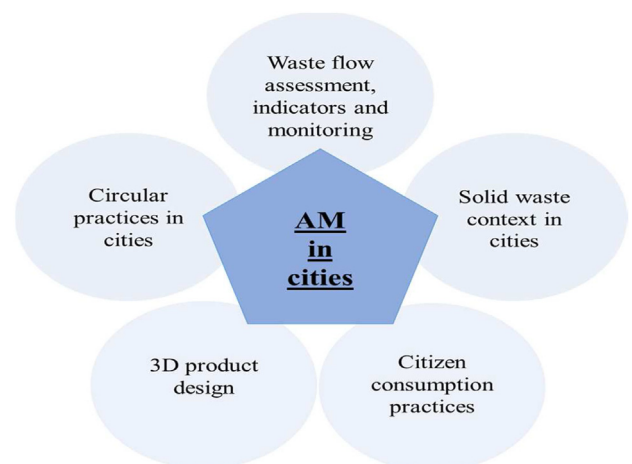 Waste flow
assessment,
indicators and
monitoring
Circular
practices in
cities
AM
in
cities
Solid waste
context in
cities
3D product
design
Citizen
consumption
practices